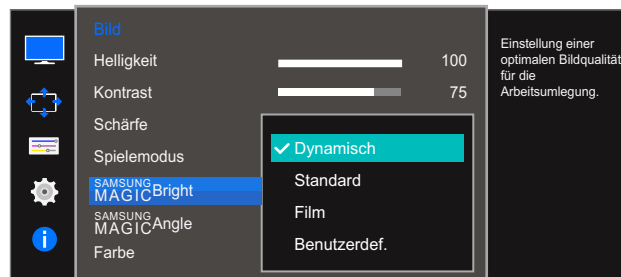 Bild
Helligkeit 100
Kontrast 75
Schärfe
Spielemodus
SAMSUNG
MAGICBright
SAMSUNG
MAGICAngle
Farbe
Dynamisch
Standard
Film
Benutzerdef.
Einstellung einer
optimalen Bildqualität
für die
Arbeitsumlegung.